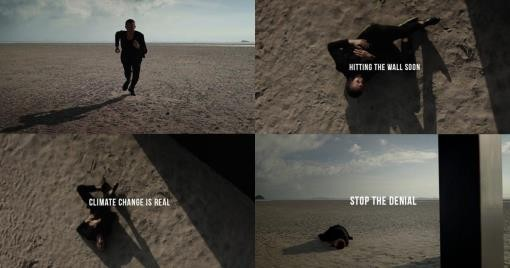 HITTING THE WALL SOON
CLIMATE CHANGE IS REAL
STOP THE DENIAL